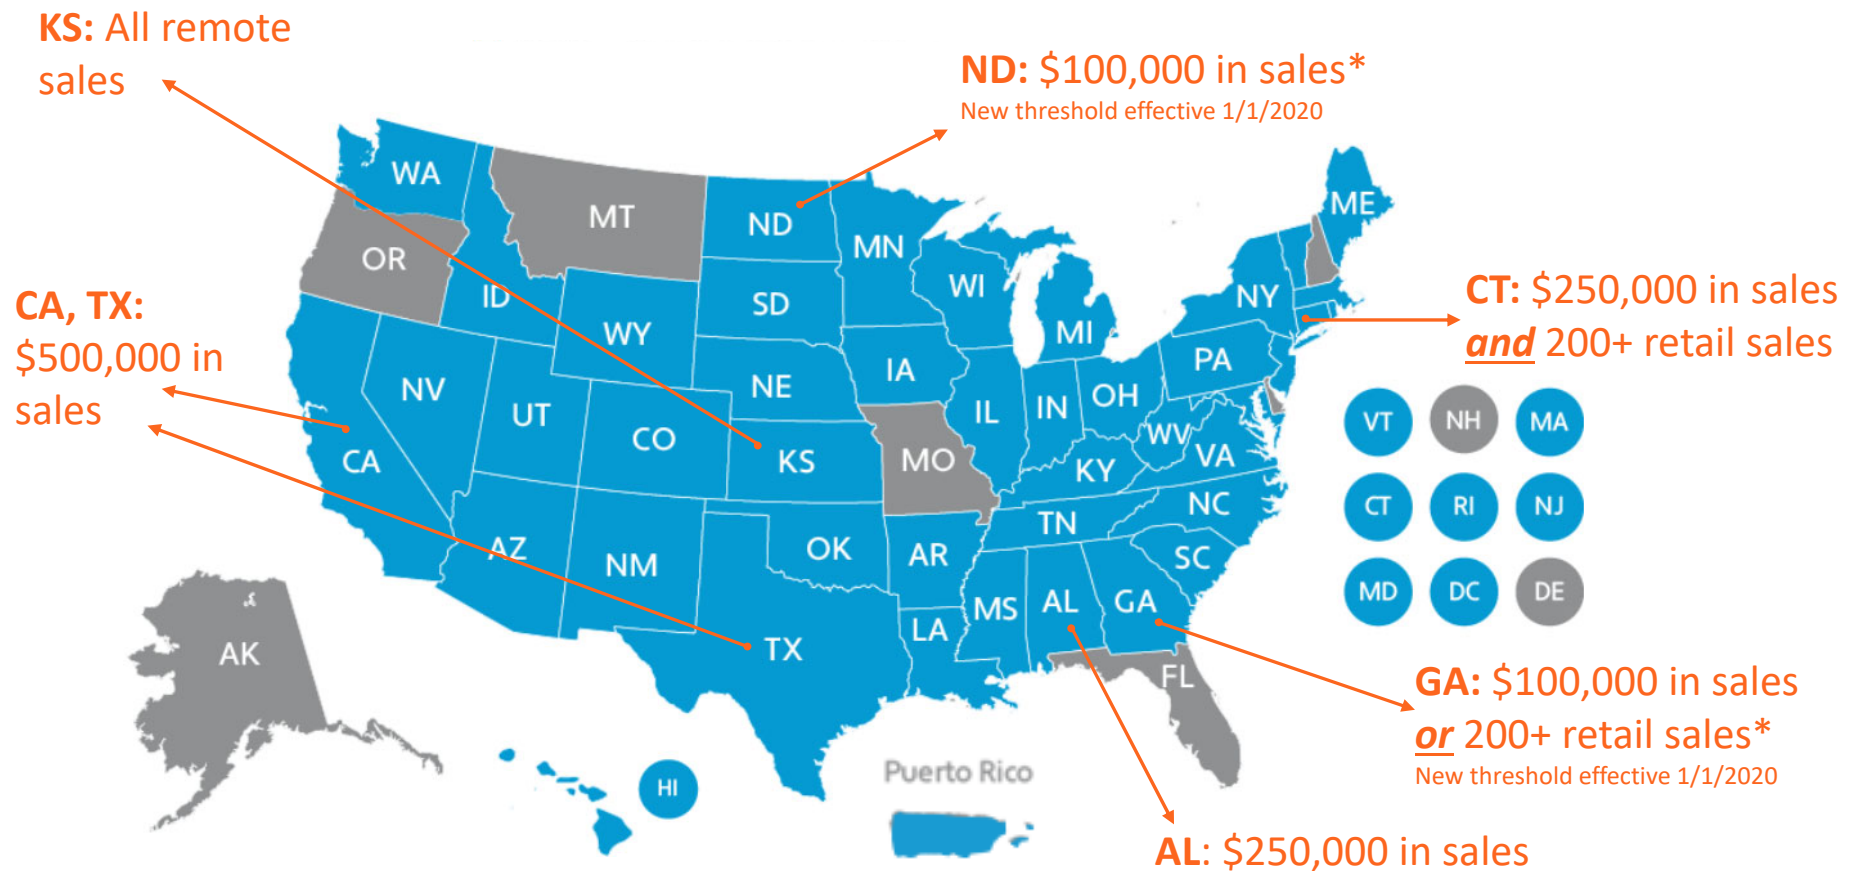 KS: All remote
sales
ND: $100,000 in sales*
New threshold effective 1/1/2020
WA
MT
ME
ND
OR
MN
ID
WI
NY
CT: $250,000 in sales
and 200+ retail sales
CA, TX:
$500,000 in
sales
SD
WY
MI
PA
NV
NE
IA
OH
UT
IL
IN
VT
NH
MA
CO
WV
VA
CA
KS
MO
KY
CT
RI
NJ
NC
TN
AZ
NM
OK
AR
SC
MD
DC
DE
MS
AL
GA
LA
TX
AK
FL
GA: $100,000 in sales
or 200+ retail sales*
New threshold effective 1/1/2020
HI
Puerto Rico
AL: $250,000 in sales